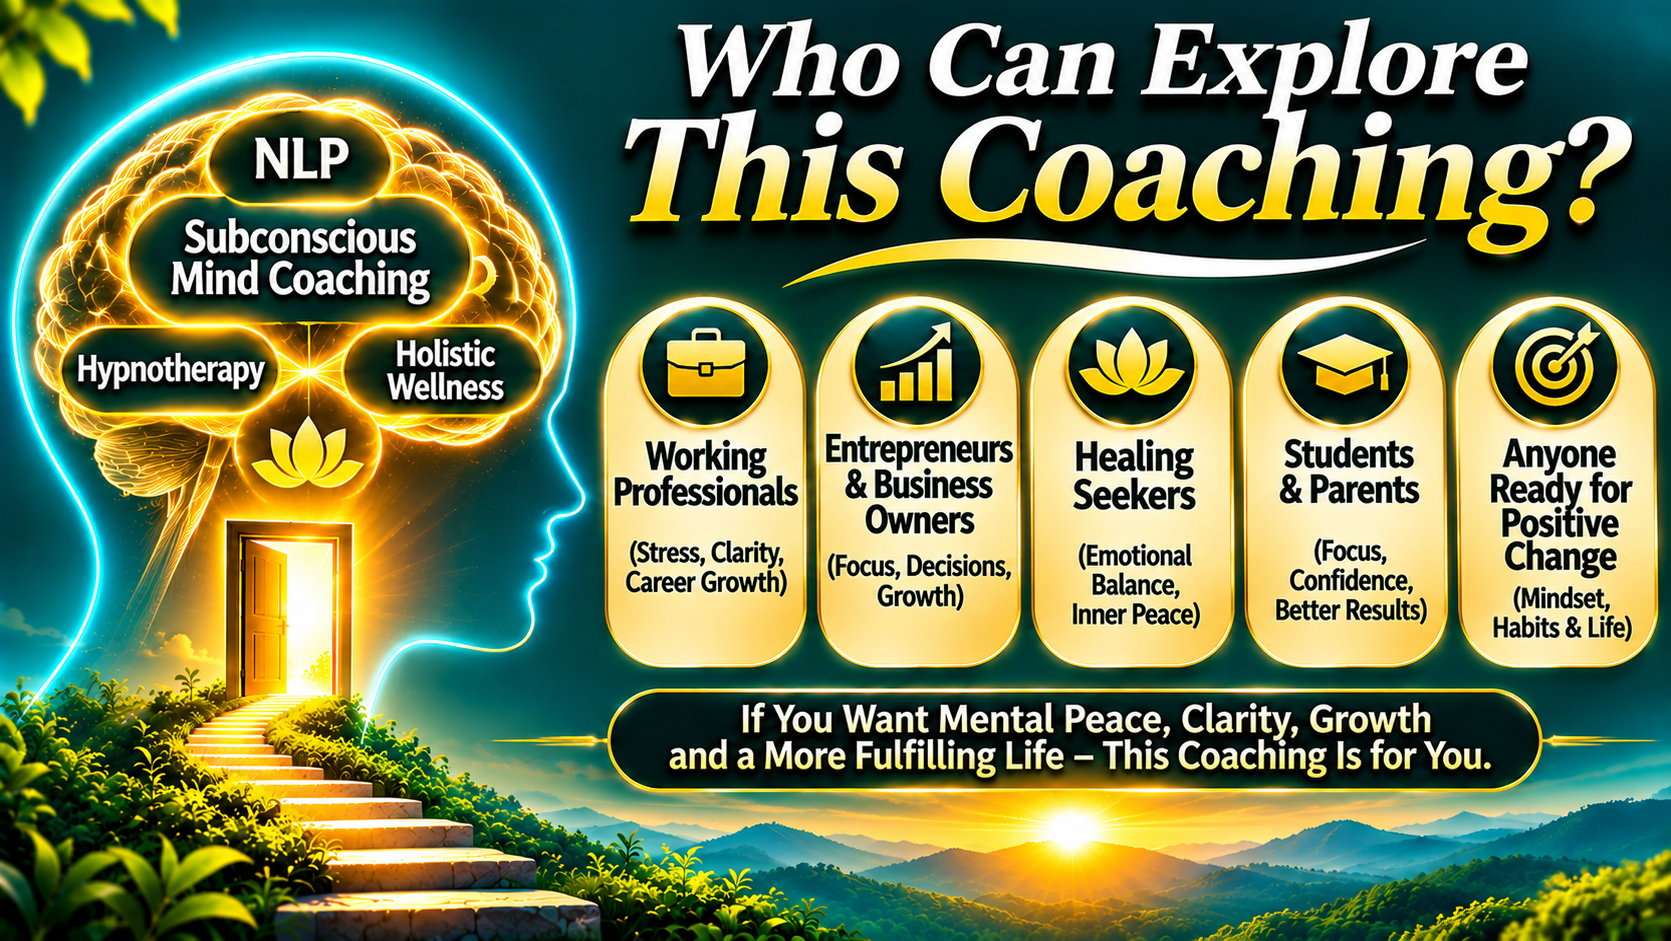 Who Can Explore
This Coaching?
NLP
Subconscious
Mind Coaching
Hypnotherapy
Holistic
Wellness
Working
Professionals
(Stress, Clarity,
Career Growth)
Entrepreneurs
& Business
Owners
(Focus, Decisions,
Growth)
Healing
Seekers
(Emotional
Balance,
Inner Peace)
Students
& Parents
(Focus,
Confidence,
Better Results)
Anyone
Ready for
Positive
Change
(Mindset,
Habits & Life)
If You Want Mental Peace, Clarity, Growth
and a More Fulfilling Life – This Coaching Is for You.